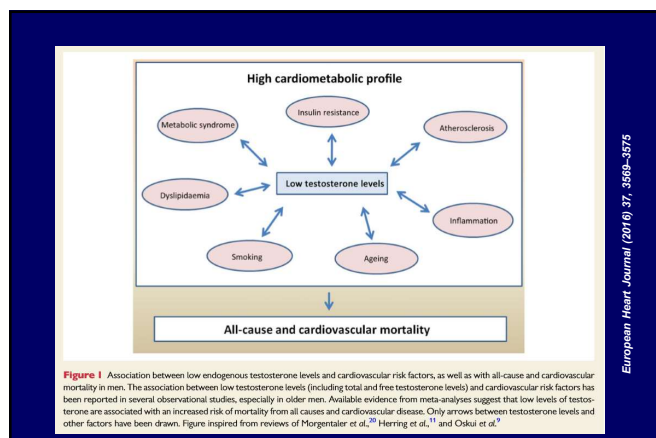 High cardiometabolic profile
Insulin resistance
Metabolic syndrome
Atherosclerosis
Low testosterone levels
Dyslipidaemia
Inflammation
Smoking
Ageing
All-cause and cardiovascular mortality
Figure 1 Association between low endogenous testosterone levels and cardiovascular risk factors, as well as with all-cause and cardiovascular
mortality in men. The association between low testosterone levels (including total and free testosterone levels) and cardiovascular risk factors has
been reported in several observational studies, especially in older men. Available evidence from meta-analyses suggest that low levels of testos-
terone are associated with an increased risk of mortality from all causes and cardiovascular disease. Only arrows between testosterone levels and
other factors have been drawn. Figure inspired from reviews of Morgentaler et al.,20 Herring et al.,11 and Oskui et al.9
European Heart Journal (2016) 37, 3569–3575